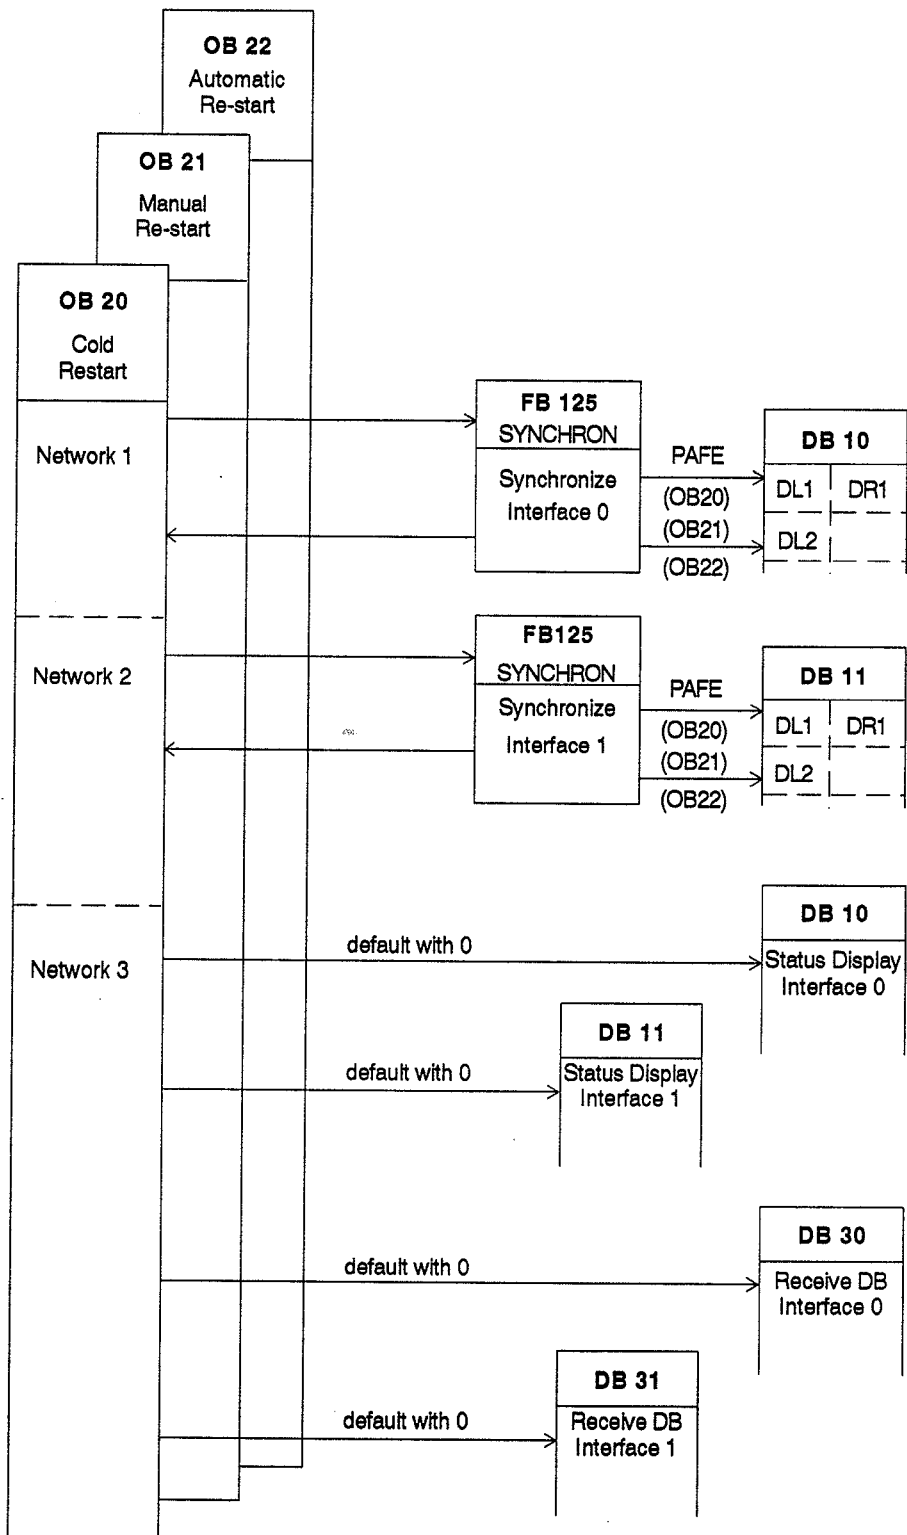 OB 22
Automatic
Re-start
OB 21
Manual
Re-start
OB 20
Cold
Restart
Network 1
FB 125
SYNCHRON
Synchronize
Interface 0
PAFE
(OB20)
(OB21)
(OB22)
DB 10
DL1 DR1
DL2
Network 2
FB125
SYNCHRON
Synchronize
Interface 1
PAFE
(OB20)
(OB21)
(OB22)
DB 11
DL1 DR1
DL2
Network 3
default with 0
DB 10
Status Display
Interface 0
default with 0
DB 11
Status Display
Interface 1
default with 0
DB 30
Receive DB
Interface 0
default with 0
DB 31
Receive DB
Interface 1